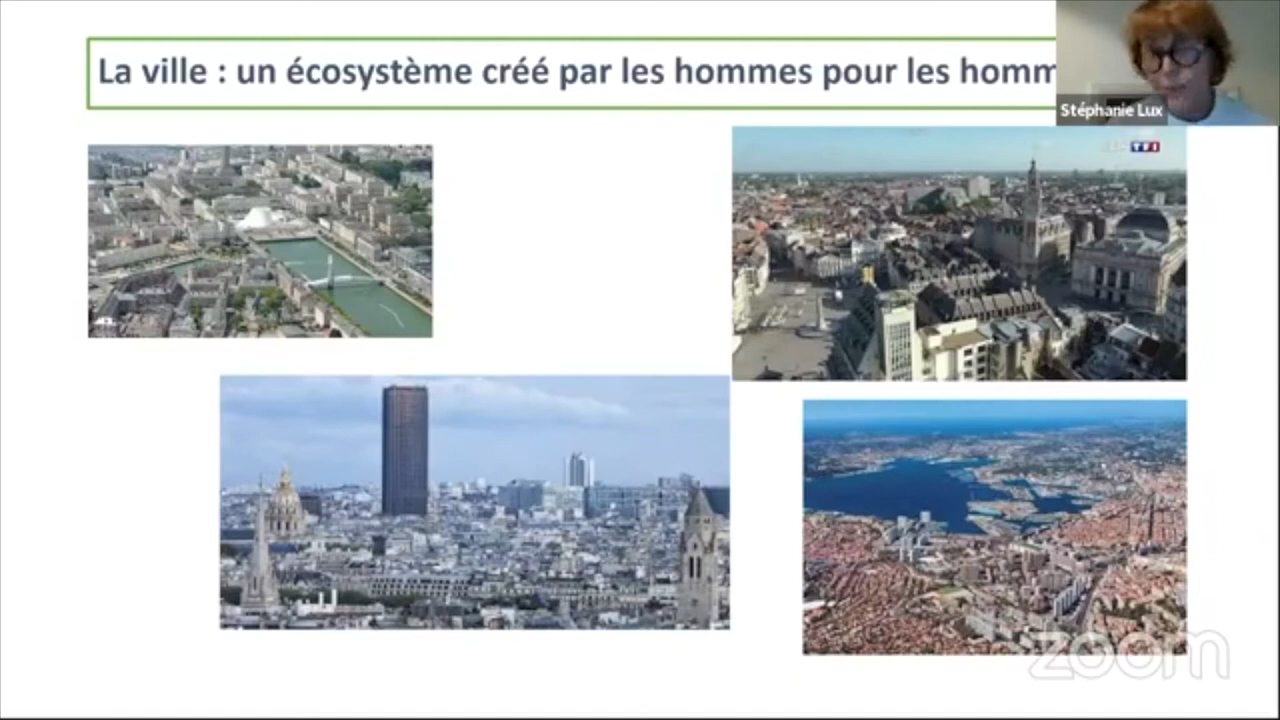 La ville : un écosystème créé par les hommes pour les homm
Stéphanie Lux
TF1
zoom